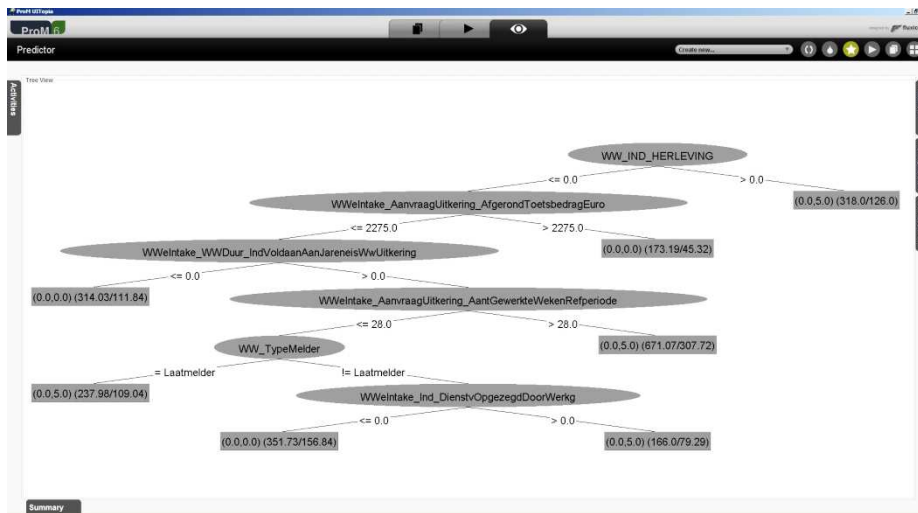 ProM UITopia
ProM 6
Predictor
Create new...
Activities
Tree View
WW_IND_HERLEVING
<= 0.0
> 0.0
WWeIntake_AanvraagUitkering_AfgerondToetsbedragEuro
(0.0,5.0) (318.0/126.0)
<= 2275.0
> 2275.0
WWeIntake_WWDuur_IndVoldaanAanJareneisWwUitkering
(0.0,0.0) (173.19/45.32)
<= 0.0
> 0.0
(0.0,0.0) (314.03/111.84)
WWeIntake_AanvraagUitkering_AantGewerkteWekenRefperiode
<= 28.0
> 28.0
WW_TypeMelder
(0.0,5.0) (671.07/307.72)
= Laatmelder
!= Laatmelder
(0.0,5.0) (237.98/109.04)
WWeIntake_Ind_DienstvOpgezegdDoorWerkg
<= 0.0
> 0.0
(0.0,0.0) (351.73/156.84)
(0.0,5.0) (166.0/79.29)
Summary